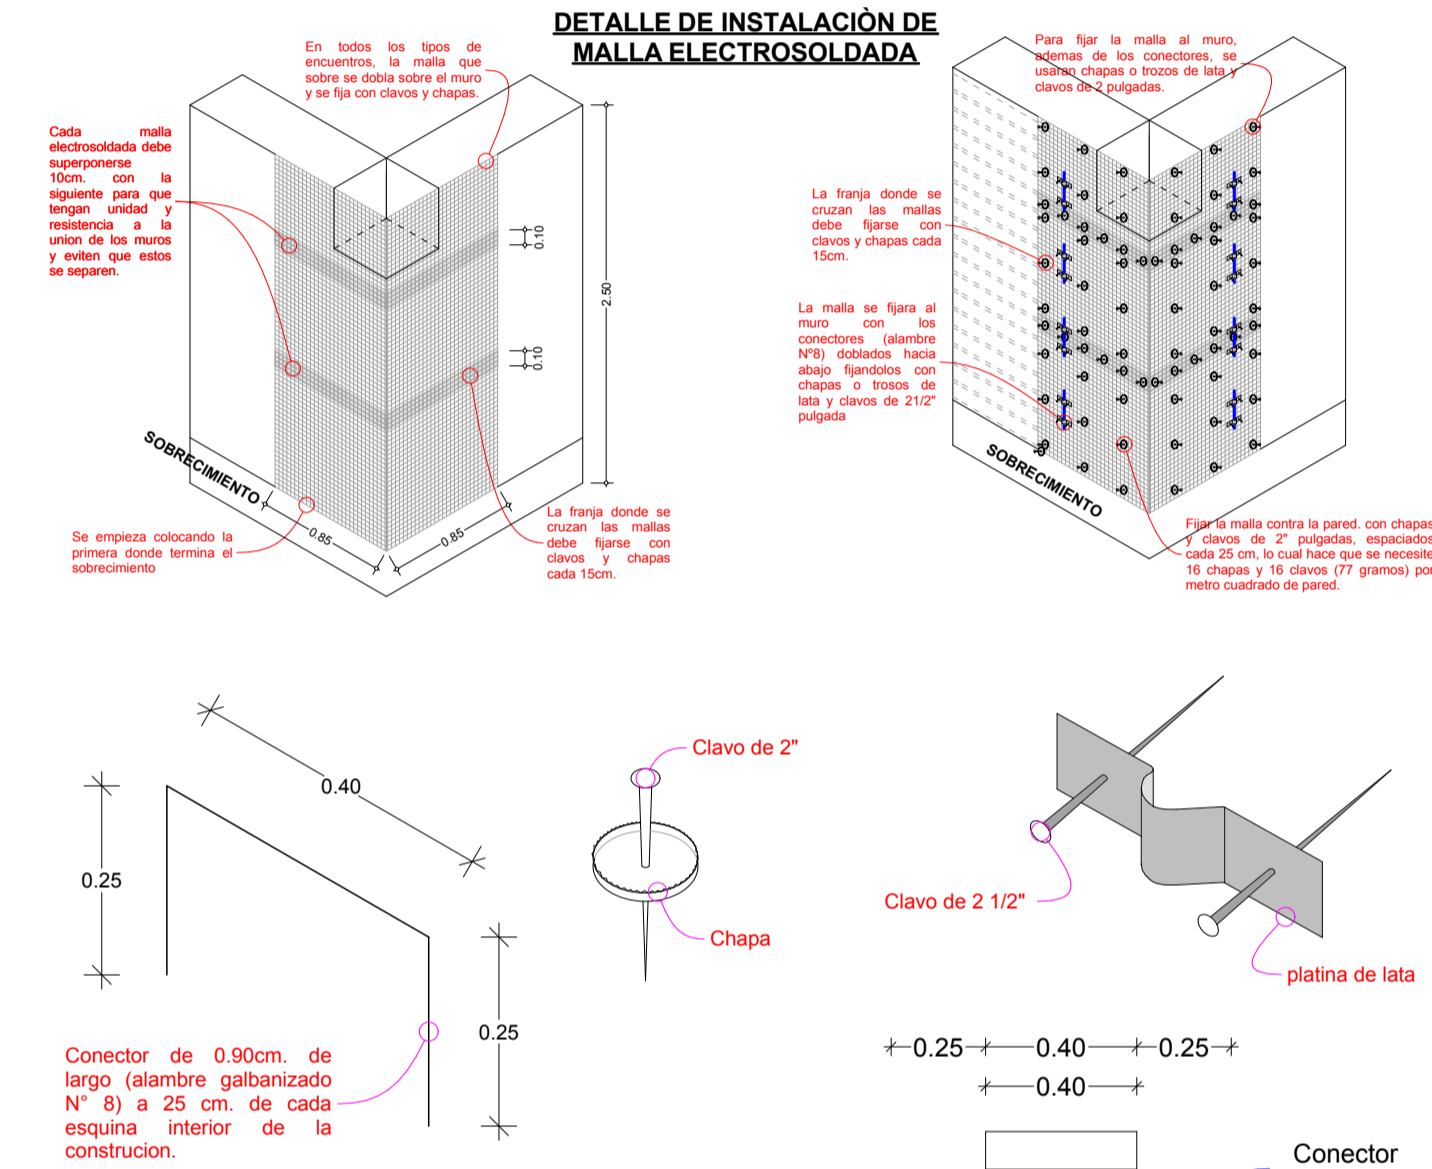 DETALLE DE INSTALACIÒN DE
MALLA ELECTROSOLDADA
En todos los tipos de
encuentros, la malla que
sobre se dobla sobre el muro
y se fija con clavos y chapas.
Cada malla
electrosoldada debe
superponerse
10cm. con la
siguiente para que
tengan unidad y
resistencia a la
union de los muros
y eviten que estos
se separen.
0.10
2.50
0.10
SOBRECIMIENTO
0.85
0.85
Se empieza colocando la
primera donde termina el
sobrecimiento
La franja donde se
cruzan las mallas
debe fijarse con
clavos y chapas
cada 15cm.
Para fijar la malla al muro,
ademas de los conectores, se
usaran chapas o trozos de lata y
clavos de 2 pulgadas.
La franja donde se
cruzan las mallas
debe fijarse con
clavos y chapas cada
15cm.
La malla se fijara al
muro con los
conectores (alambre
Nº8) doblados hacia
abajo fijandolos con
chapas o trosos de
lata y clavos de 21/2"
pulgada
SOBRECIMIENTO
Fijar la malla contra la pared. con chapas
y clavos de 2" pulgadas, espaciados
cada 25 cm, lo cual hace que se necesite
16 chapas y 16 clavos (77 gramos) por
metro cuadrado de pared.
0.40
0.25
0.25
Conector de 0.90cm. de
largo (alambre galbanizado
N° 8) a 25 cm. de cada
esquina interior de la
construcion.
Clavo de 2"
Chapa
Clavo de 2 1/2"
platina de lata
0.25 0.40 0.25
0.40
Conector